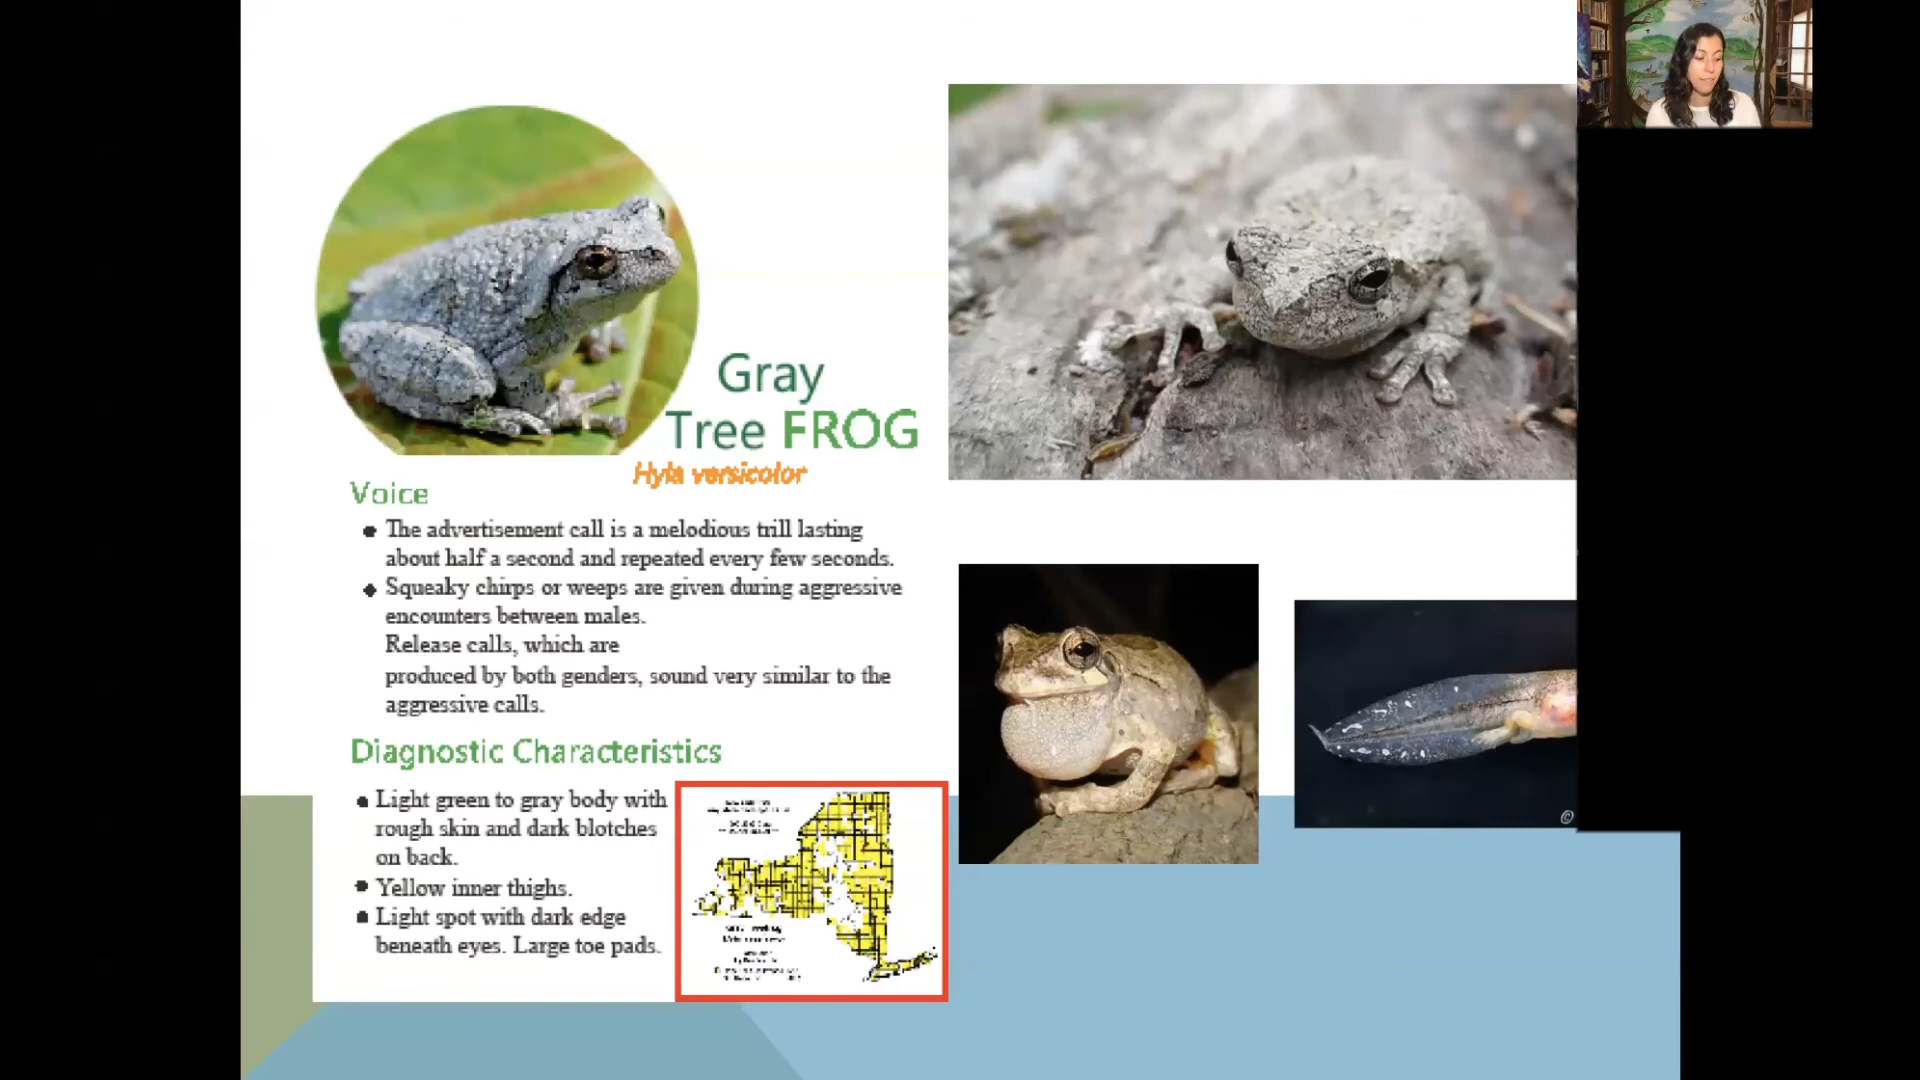 Gray
Tree FROG
Hyla versicolor
Voice
The advertisement call is a melodious trill lasting
about half a second and repeated every few seconds.
Squeaky chirps or weeps are given during aggressive
encounters between males.
Release calls, which are
produced by both genders, sound very similar to the
aggressive calls.
Diagnostic Characteristics
Light green to gray body with
rough skin and dark blotches
on back.
Yellow inner thighs.
Light spot with dark edge
beneath eyes. Large toe pads.
©